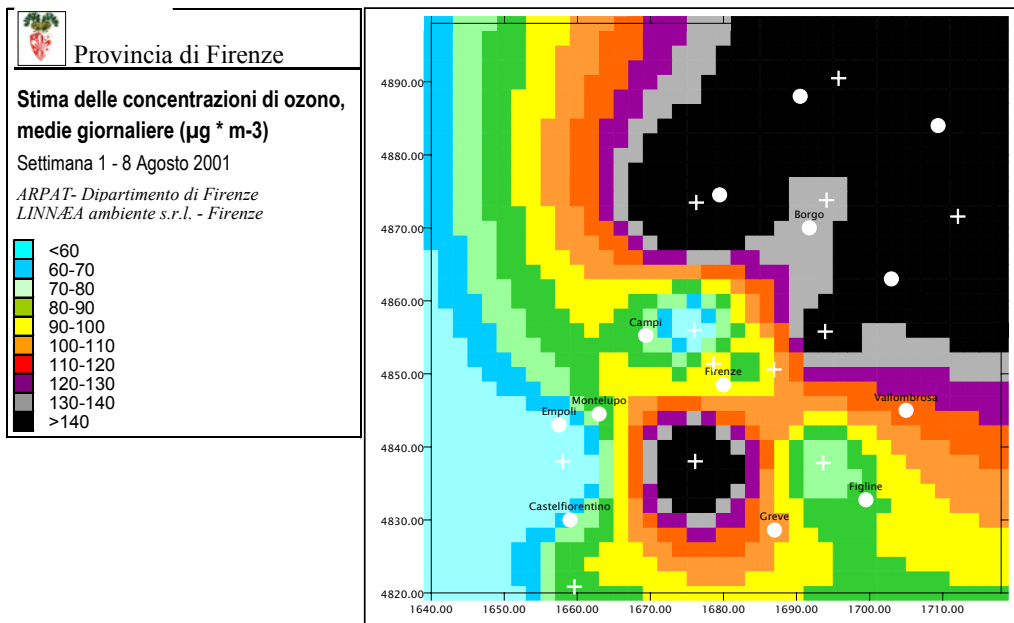 Provincia di Firenze
Stima delle concentrazioni di ozono,
medie giornaliere (µg * m-3)
Settimana 1 - 8 Agosto 2001
ARPAT- Dipartimento di Firenze
LINNÆA ambiente s.r.l. - Firenze
<60
60-70
70-80
80-90
90-100
100-110
110-120
120-130
130-140
>140
4890.00
4880.00
4870.00
4860.00
4850.00
4840.00
4830.00
4820.00
Borgo
Campi
Firenze
Vallombrosa
Montelupo
Empoli
Figline
Castelfiorentino
Greve
1640.00 1650.00 1660.00 1670.00 1680.00 1690.00 1700.00 1710.00